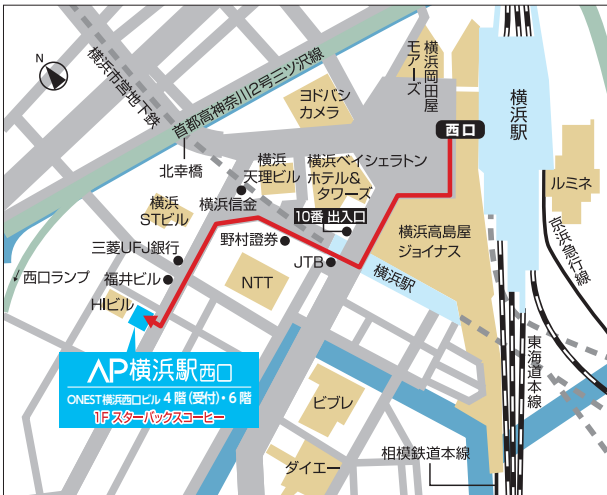 N
横浜市営地下鉄
首都高神奈川2号三ツ沢線
ヨドバシ
カメラ
横浜岡田屋
モアーズ
横浜駅
西口
北幸橋
横浜
天理ビル
横浜ベイシェラトン
ホテル&
タワーズ
ルミネ
横浜信金
横浜
STビル
10番 出入口
横浜高島屋
ジョイナス
京浜急行線
三菱UFJ銀行
野村證券
西口ランプ
福井ビル
JTB
横浜駅
NTT
HIビル
東海道本線
AP横浜駅西口
ONEST横浜西口ビル 4階(受付)・6階
1F スターバックスコーヒー
ビブレ
ダイエー
相模鉄道本線